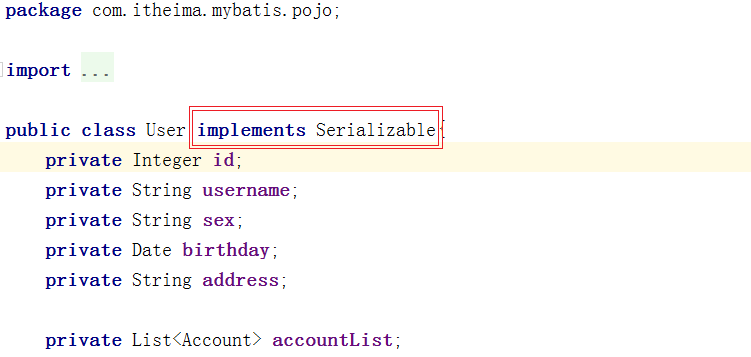 package com.itheima.mybatis.pojo;
import ...
public class User implements Serializable{
private Integer id;
private String username;
private String sex;
private Date birthday;
private String address;
private List<Account> accountList;